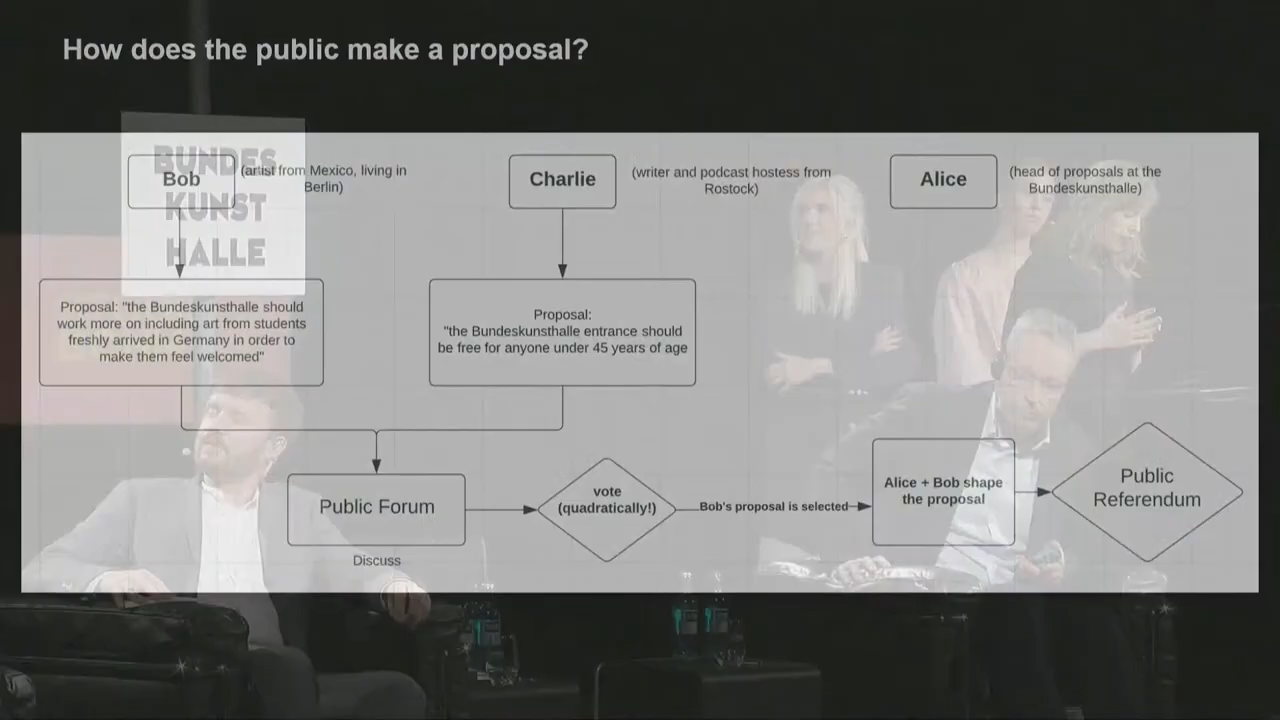 How does the public make a proposal?
BUNDES
KUNST
HALLE
Bob
(artist from Mexico, living in
Berlin)
Charlie
(writer and podcast hostess from
Rostock)
Alice
(head of proposals at the
Bundeskunsthalle)
Proposal: "the Bundeskunsthalle should
work more on including art from students
freshly arrived in Germany in order to
make them feel welcomed"
Proposal:
"the Bundeskunsthalle entrance should
be free for anyone under 45 years of age
Public Forum
Discuss
vote
(quadratically!)
Bob's proposal is selected
Alice + Bob shape
the proposal
Public
Referendum